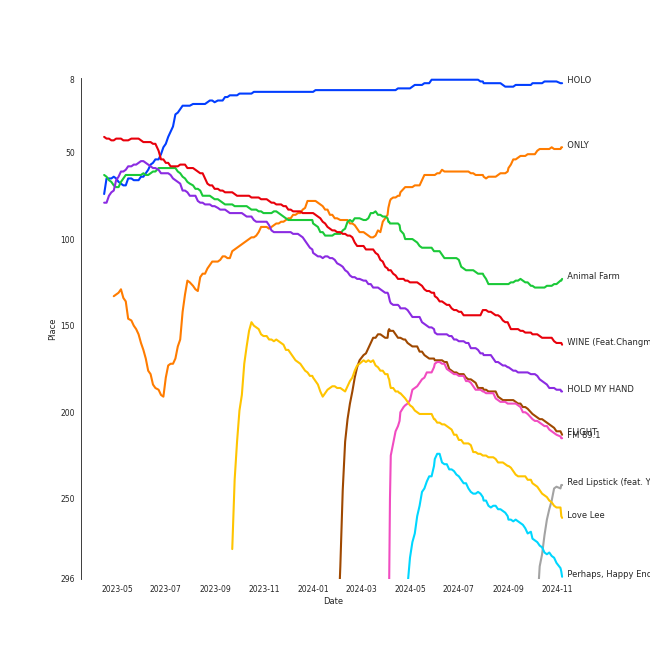 8
HOLO
ONLY
50
100
Animal Farm
150
Place
WINE (Feat.Changm
HOLD MY HAND
200
FLIGHT
FM 89.1
250
Red Lipstick (feat. Y
Love Lee
296
Perhaps, Happy End
2023-05 2023-07 2023-09 2023-11 2024-01 2024-03 2024-05 2024-07 2024-09 2024-11
Date